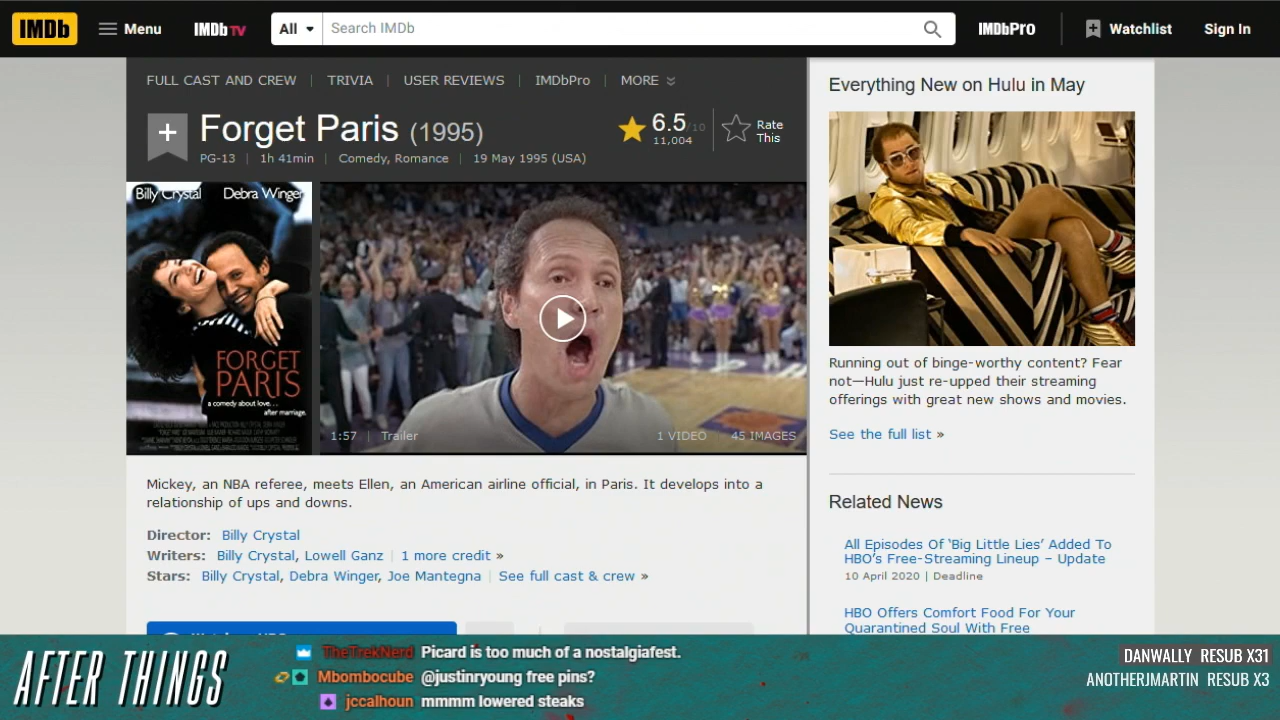 IMDb
Menu
IMDb TV
All
Search IMDb
IMDbPRO
Watchlist
Sign In
FULL CAST AND CREW | TRIVIA | USER REVIEWS | IMDbPro | MORE
Forget Paris (1995)
6.5/10
11,004
Rate This
PG-13 | 1h 41min | Comedy, Romance | 19 May 1995 (USA)
Billy Crystal Debra Winger
FORGET
PARIS
a comedy about love...
after marriage.
1:57 | Trailer
1 VIDEO
45 IMAGES
Mickey, an NBA referee, meets Ellen, an American airline official, in Paris. It develops into a
relationship of ups and downs.
Director: Billy Crystal
Writers: Billy Crystal, Lowell Ganz | 1 more credit »
Stars: Billy Crystal, Debra Winger, Joe Mantegna | See full cast & crew »
Everything New on Hulu in May
Running out of binge-worthy content? Fear
not—Hulu just re-upped their streaming
offerings with great new shows and movies.
See the full list »
Related News
All Episodes Of ‘Big Little Lies’ Added To
HBO’s Free-Streaming Lineup – Update
10 April 2020 | Deadline
HBO Offers Comfort Food For Your
Quarantined Soul With Free
AFTER THINGS
TheTrekNerd Picard is too much of a nostalgiafest.
Mbombocube @justinryoung free pins?
jccalhoun mmmm lowered steaks
DANWALLY RESUB X31
ANOTHERJMARTIN RESUB X3